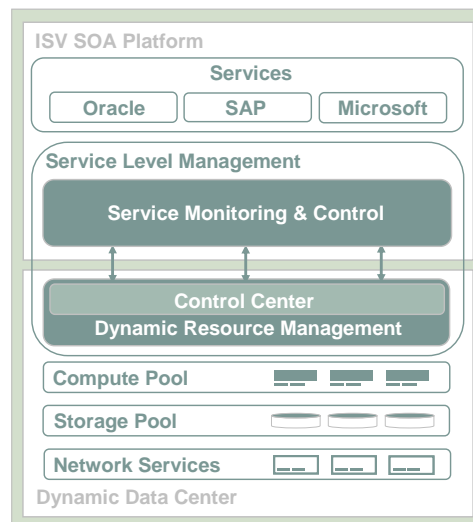 ISV SOA Platform
Services
Oracle SAP Microsoft
Service Level Management
Service Monitoring & Control
Control Center
Dynamic Resource Management
Compute Pool
Storage Pool
Network Services
Dynamic Data Center